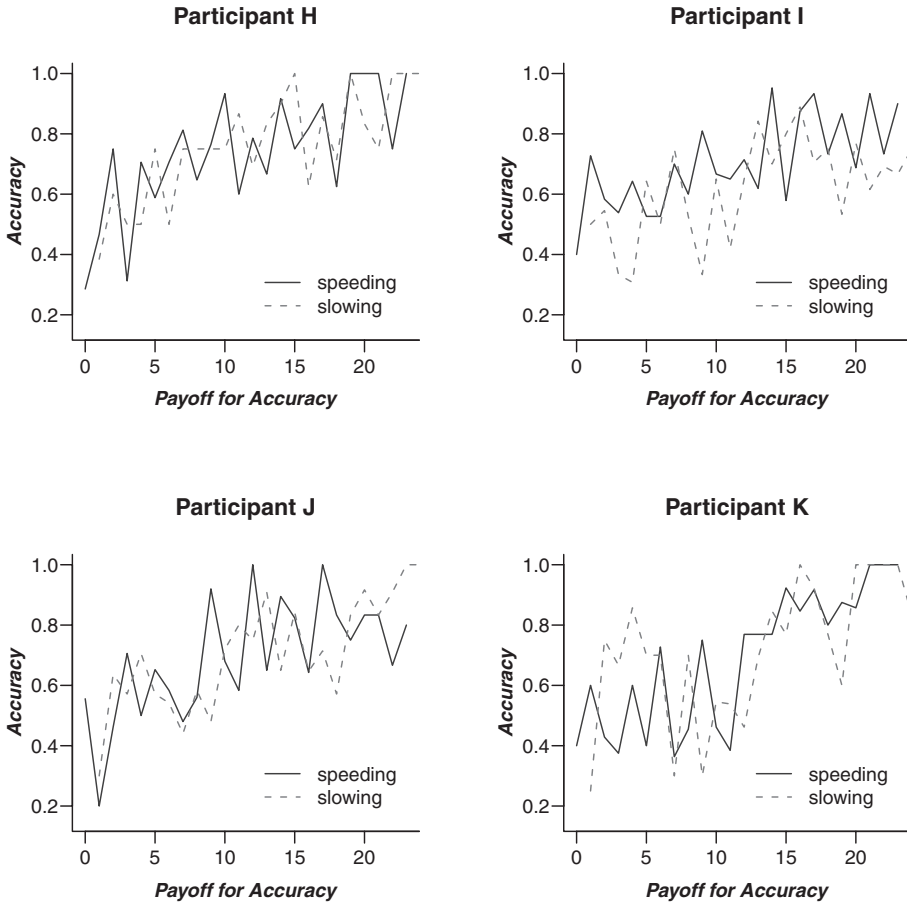 Participant H
1.0
0.8
0.6
0.4
0.2
Accuracy
speeding
slowing
0 5 10 15 20
Payoff for Accuracy
Participant I
1.0
0.8
0.6
0.4
0.2
Accuracy
speeding
slowing
0 5 10 15 20
Payoff for Accuracy
Participant J
1.0
0.8
0.6
0.4
0.2
Accuracy
speeding
slowing
0 5 10 15 20
Payoff for Accuracy
Participant K
1.0
0.8
0.6
0.4
0.2
Accuracy
speeding
slowing
0 5 10 15 20
Payoff for Accuracy